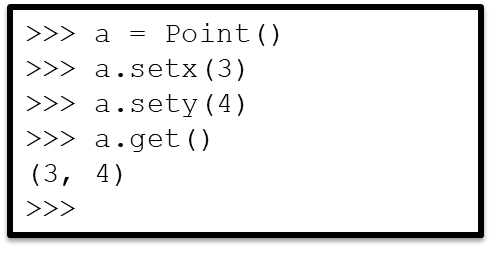 >>> a = Point()
>>> a.setx(3)
>>> a.sety(4)
>>> a.get()
(3, 4)
>>>